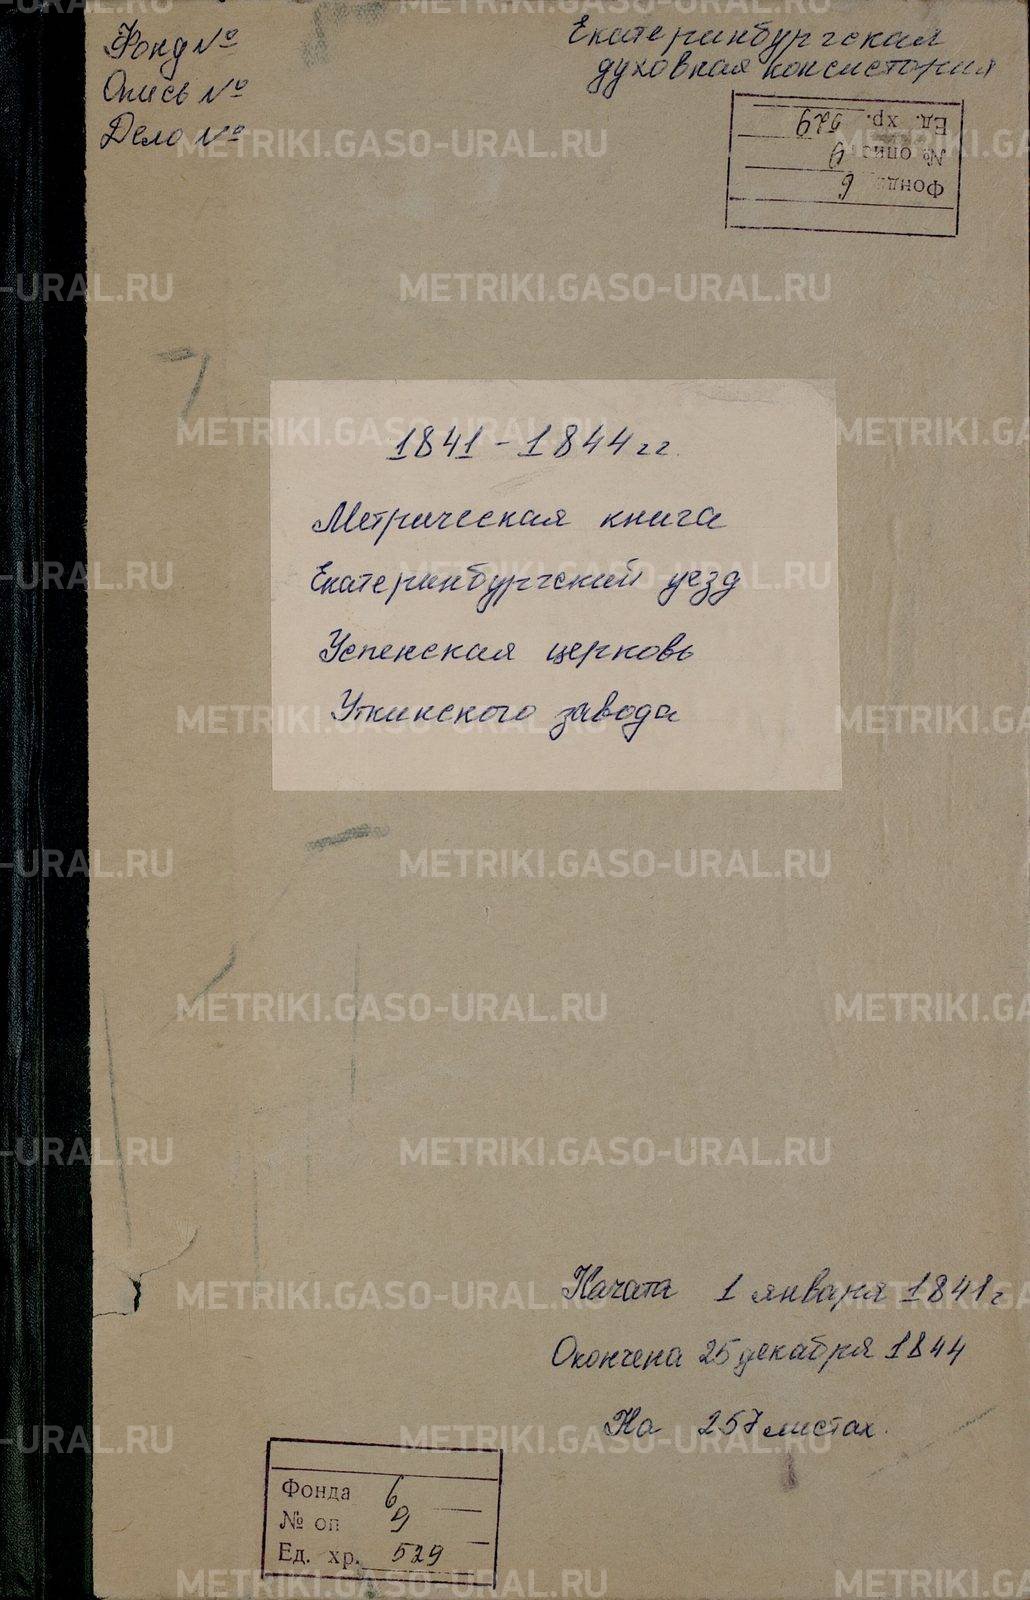 Фонд №
Опись №
Дело №
Екатеринбургская
духовная консистория
Фонда 6
№ опис 9
Ед. хр. 529
1841 - 1844 гг.
Метрическая книга
Екатеринбургский уезд
Успенская церковь
Уткинского завода
Начата 1 января 1841 г
Окончена 25 декабря 1844
На 257 листах.
Фонда 6
№ оп 9
Ед. хр. 529
METRIKI.GASO-URAL.RU